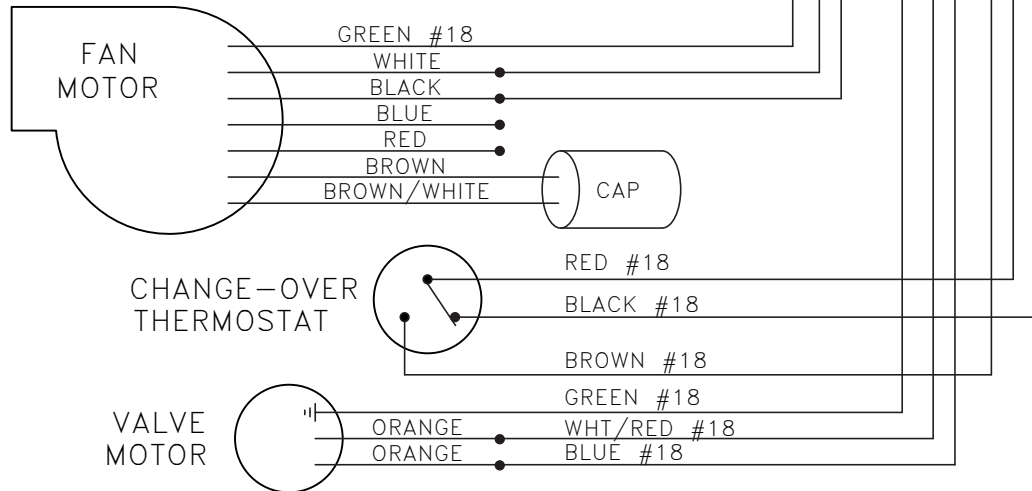 FAN
MOTOR
GREEN #18
WHITE
BLACK
BLUE
RED
BROWN
BROWN/WHITE
CAP
CHANGE-OVER
THERMOSTAT
RED #18
BLACK #18
BROWN #18
VALVE
MOTOR
GREEN #18
ORANGE WHT/RED #18
ORANGE BLUE #18